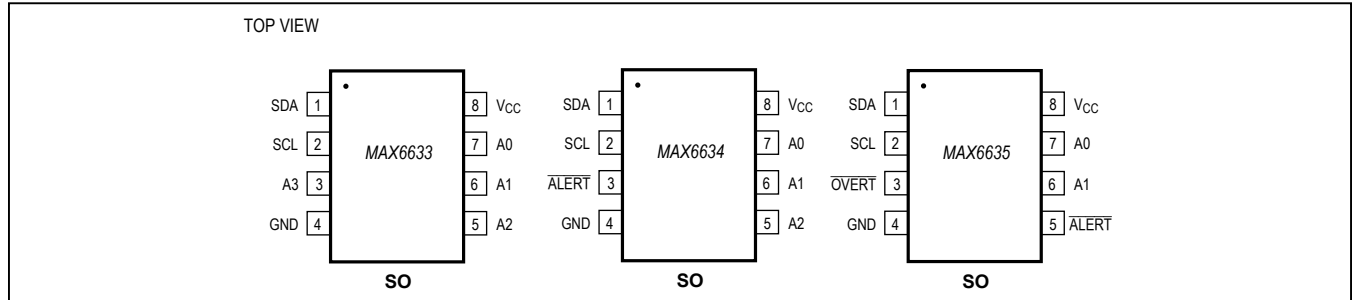 TOP VIEW
SDA 1 8 VCC SDA 1 8 VCC SDA 1 8 VCC
SCL 2 MAX6633 7 A0 SCL 2 MAX6634 7 A0 SCL 2 MAX6635 7 A0
A3 3 6 A1 ALERT 3 6 A1 OVERT 3 6 A1
GND 4 5 A2 GND 4 5 A2 GND 4 5 ALERT
SO SO SO